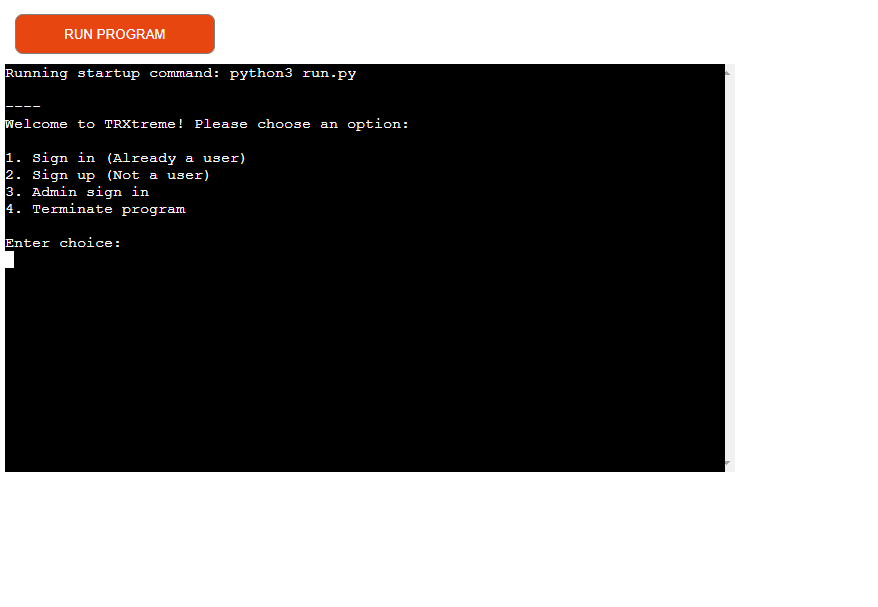 RUN PROGRAM
Running startup command: python3 run.py
----
Welcome to TRXtreme! Please choose an option:
1. Sign in (Already a user)
2. Sign up (Not a user)
3. Admin sign in
4. Terminate program
Enter choice: